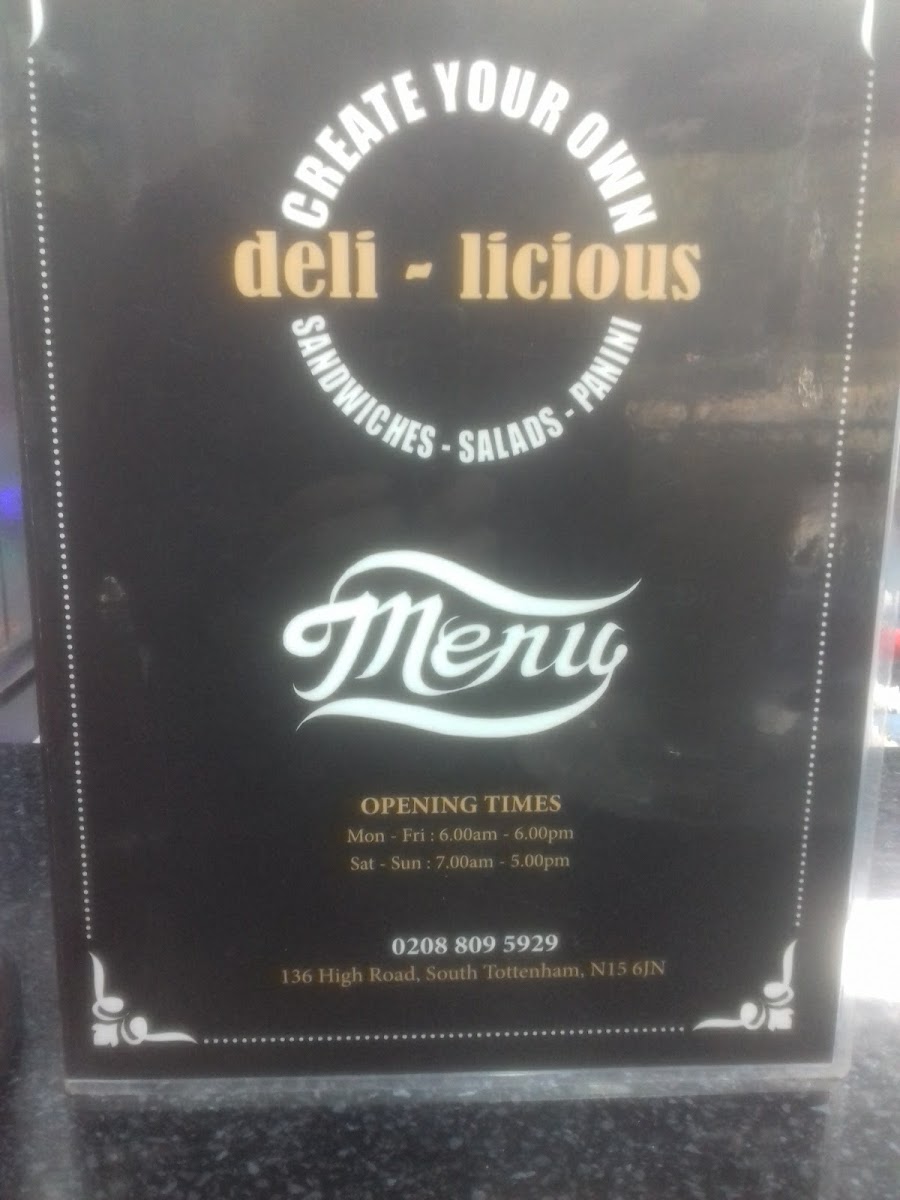 CREATE YOUR OWN
deli - licious
SANDWICHES - SALADS - PANINI
Menu
OPENING TIMES
Mon - Fri : 6.00am - 6.00pm
Sat - Sun : 7.00am - 5.00pm
0208 809 5929
136 High Road, South Tottenham, N15 6JN